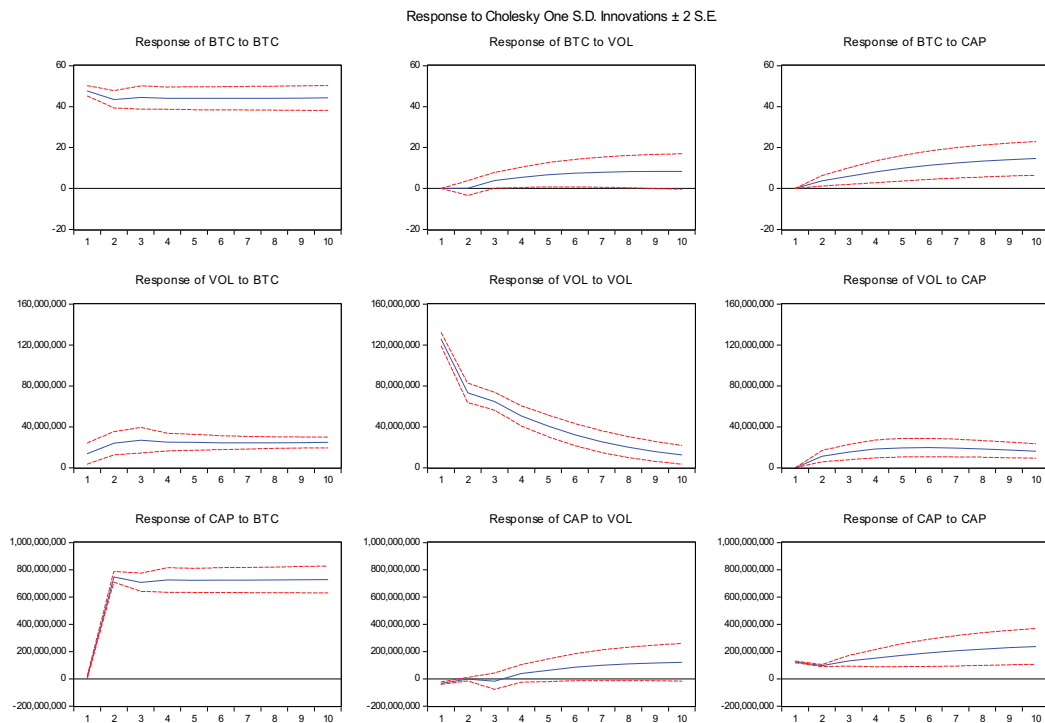 Response to Cholesky One S.D. Innovations ± 2 S.E.
Response of BTC to BTC
60
40
20
0
-20
1 2 3 4 5 6 7 8 9 10
Response of BTC to VOL
60
40
20
0
-20
1 2 3 4 5 6 7 8 9 10
Response of BTC to CAP
60
40
20
0
-20
1 2 3 4 5 6 7 8 9 10
Response of VOL to BTC
160,000,000
120,000,000
80,000,000
40,000,000
0
1 2 3 4 5 6 7 8 9 10
Response of VOL to VOL
160,000,000
120,000,000
80,000,000
40,000,000
0
1 2 3 4 5 6 7 8 9 10
Response of VOL to CAP
160,000,000
120,000,000
80,000,000
40,000,000
0
1 2 3 4 5 6 7 8 9 10
Response of CAP to BTC
1,000,000,000
800,000,000
600,000,000
400,000,000
200,000,000
0
-200,000,000
1 2 3 4 5 6 7 8 9 10
Response of CAP to VOL
1,000,000,000
800,000,000
600,000,000
400,000,000
200,000,000
0
-200,000,000
1 2 3 4 5 6 7 8 9 10
Response of CAP to CAP
1,000,000,000
800,000,000
600,000,000
400,000,000
200,000,000
0
-200,000,000
1 2 3 4 5 6 7 8 9 10